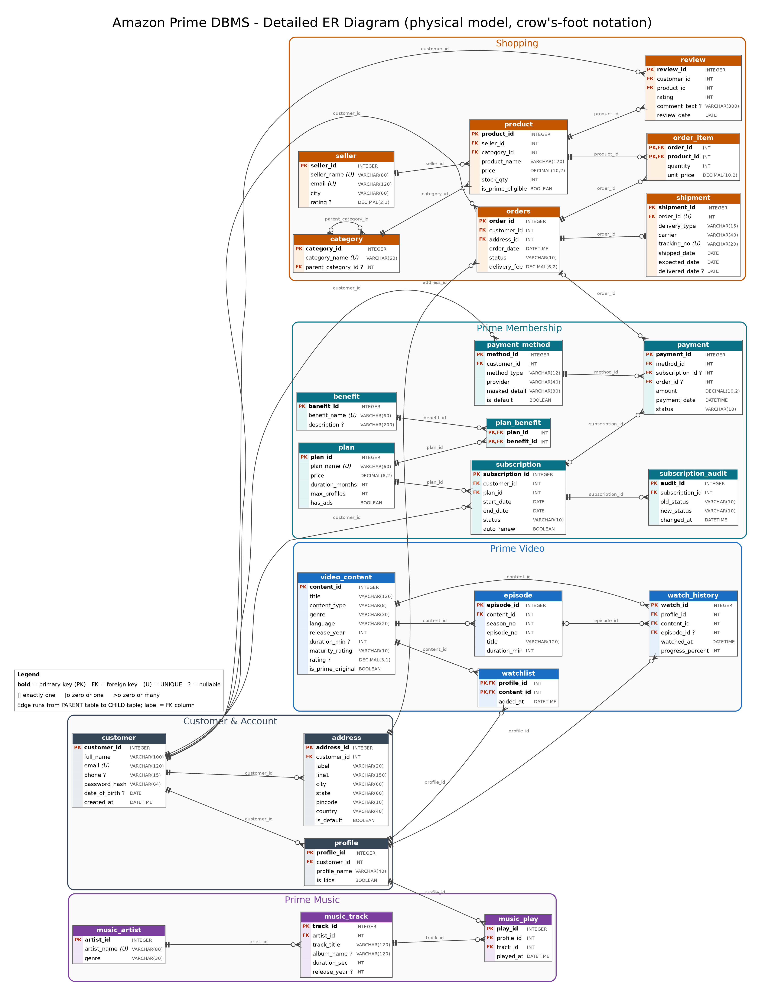 Amazon Prime DBMS - Detailed ER Diagram (physical model, crow's-foot notation)
Shopping
customer_id
review
PK review_id INTEGER
FK customer_id INT
FK product_id INT
rating INT
comment_text ? VARCHAR(300)
review_date DATE
customer_id
product_id
product
PK product_id INTEGER
FK seller_id INT
FK category_id INT
product_name VARCHAR(120)
price DECIMAL(10,2)
stock_qty INT
is_prime_eligible BOOLEAN
order_item
PK,FK order_id INT
PK,FK product_id INT
quantity INT
unit_price DECIMAL(10,2)
seller
PK seller_id INTEGER
seller_name (U) VARCHAR(80)
email (U) VARCHAR(120)
city VARCHAR(60)
rating ? DECIMAL(2,1)
seller_id
product_id
category_id
order_id
shipment
PK shipment_id INTEGER
FK order_id (U) INT
delivery_type VARCHAR(15)
carrier VARCHAR(40)
tracking_no (U) VARCHAR(20)
shipped_date DATE
expected_date DATE
delivered_date ? DATE
orders
PK order_id INTEGER
FK customer_id INT
FK address_id INT
order_date DATETIME
status VARCHAR(10)
delivery_fee DECIMAL(6,2)
parent_category_id
category
PK category_id INTEGER
category_name (U) VARCHAR(60)
FK parent_category_id ? INT
order_id
address_id
customer_id
order_id
Prime Membership
payment_method
PK method_id INTEGER
FK customer_id INT
method_type VARCHAR(12)
provider VARCHAR(40)
masked_detail VARCHAR(30)
is_default BOOLEAN
payment
PK payment_id INTEGER
FK method_id INT
FK subscription_id ? INT
FK order_id ? INT
amount DECIMAL(10,2)
payment_date DATETIME
status VARCHAR(10)
method_id
benefit
PK benefit_id INTEGER
benefit_name (U) VARCHAR(60)
description ? VARCHAR(200)
benefit_id
plan_benefit
PK,FK plan_id INT
PK,FK benefit_id INT
subscription_id
plan
PK plan_id INTEGER
plan_name (U) VARCHAR(60)
price DECIMAL(8,2)
duration_months INT
max_profiles INT
has_ads BOOLEAN
plan_id
plan_id
subscription
PK subscription_id INTEGER
FK customer_id INT
FK plan_id INT
start_date DATE
end_date DATE
status VARCHAR(10)
auto_renew BOOLEAN
subscription_id
subscription_audit
PK audit_id INTEGER
FK subscription_id INT
old_status VARCHAR(10)
new_status VARCHAR(10)
changed_at DATETIME
customer_id
Prime Video
video_content
PK content_id INTEGER
title VARCHAR(120)
content_type VARCHAR(8)
genre VARCHAR(30)
language VARCHAR(20)
release_year INT
duration_min ? INT
maturity_rating VARCHAR(10)
rating ? DECIMAL(3,1)
is_prime_original BOOLEAN
content_id
content_id
content_id
episode
PK episode_id INTEGER
FK content_id INT
season_no INT
episode_no INT
title VARCHAR(120)
duration_min INT
episode_id
watch_history
PK watch_id INTEGER
FK profile_id INT
FK content_id INT
FK episode_id ? INT
watched_at DATETIME
progress_percent INT
watchlist
PK,FK profile_id INT
PK,FK content_id INT
added_at DATETIME
Legend
bold = primary key (PK) FK = foreign key (U) = UNIQUE ? = nullable
|| exactly one |o zero or one >o zero or many
Edge runs from PARENT table to CHILD table; label = FK column
Customer & Account
customer
PK customer_id INTEGER
full_name VARCHAR(100)
email (U) VARCHAR(120)
phone ? VARCHAR(15)
password_hash VARCHAR(64)
date_of_birth ? DATE
created_at DATETIME
customer_id
customer_id
address
PK address_id INTEGER
FK customer_id INT
label VARCHAR(20)
line1 VARCHAR(150)
city VARCHAR(60)
state VARCHAR(60)
pincode VARCHAR(10)
country VARCHAR(40)
is_default BOOLEAN
profile_id
profile_id
profile
PK profile_id INTEGER
FK customer_id INT
profile_name VARCHAR(40)
is_kids BOOLEAN
profile_id
Prime Music
music_artist
PK artist_id INTEGER
artist_name (U) VARCHAR(80)
genre VARCHAR(30)
artist_id
music_track
PK track_id INTEGER
FK artist_id INT
track_title VARCHAR(120)
album_name ? VARCHAR(120)
duration_sec INT
release_year ? INT
track_id
music_play
PK play_id INTEGER
FK profile_id INT
FK track_id INT
played_at DATETIME